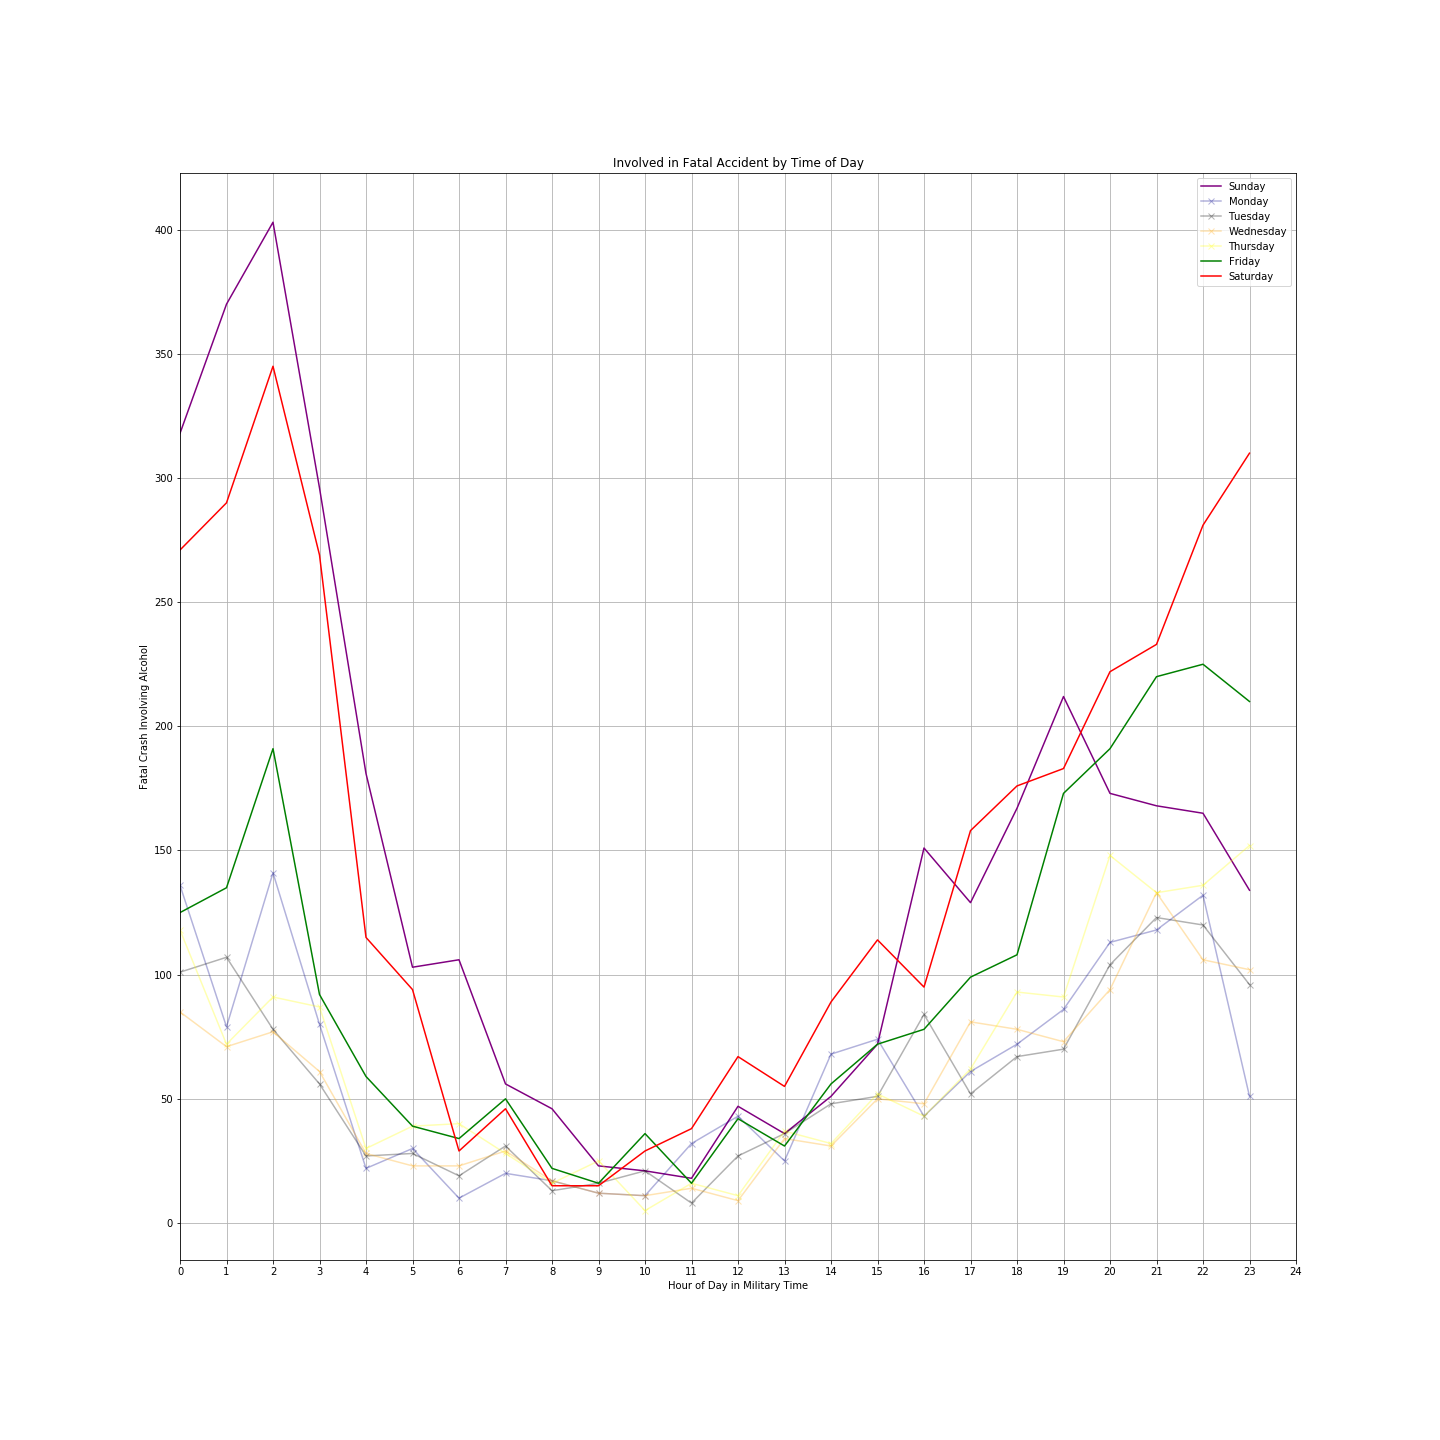 Involved in Fatal Accident by Time of Day
Sunday
Monday
Tuesday
Wednesday
Thursday
Friday
Saturday
400
350
300
250
200
150
100
50
0
Fatal Crash Involving Alcohol
0 1 2 3 4 5 6 7 8 9 10 11 12 13 14 15 16 17 18 19 20 21 22 23 24
Hour of Day in Military Time